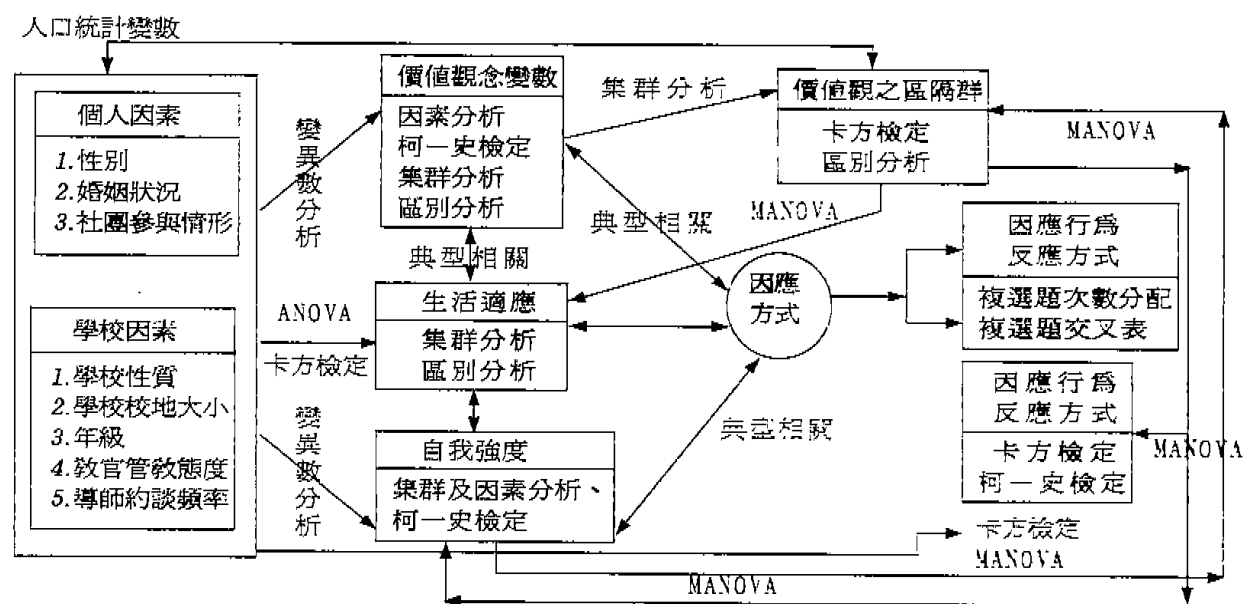 人口統計變數
個人因素
1.性別
2.婚姻狀況
3.社團參與情形
學校因素
1.學校性質
2.學校校地大小
3.年級
4.教官管教態度
5.導師約談頻率
變異數分析
ANOVA
卡方檢定
變異數分析
價值觀念變數
因素分析
柯一史檢定
集群分析
區別分析
典型相關
生活適應
集群分析
區別分析
自我強度
集群及因素分析、
柯一史檢定
集群分析
典型相關
MANOVA
價值觀之區隔群
卡方檢定
區別分析
MANOVA
因應
方式
典型相關
因應行爲
反應方式
複選題次數分配
複選題交叉表
因應行爲
反應方式
卡方檢定
柯一史檢定
MANOVA
卡方檢定
MANOVA
MANOVA